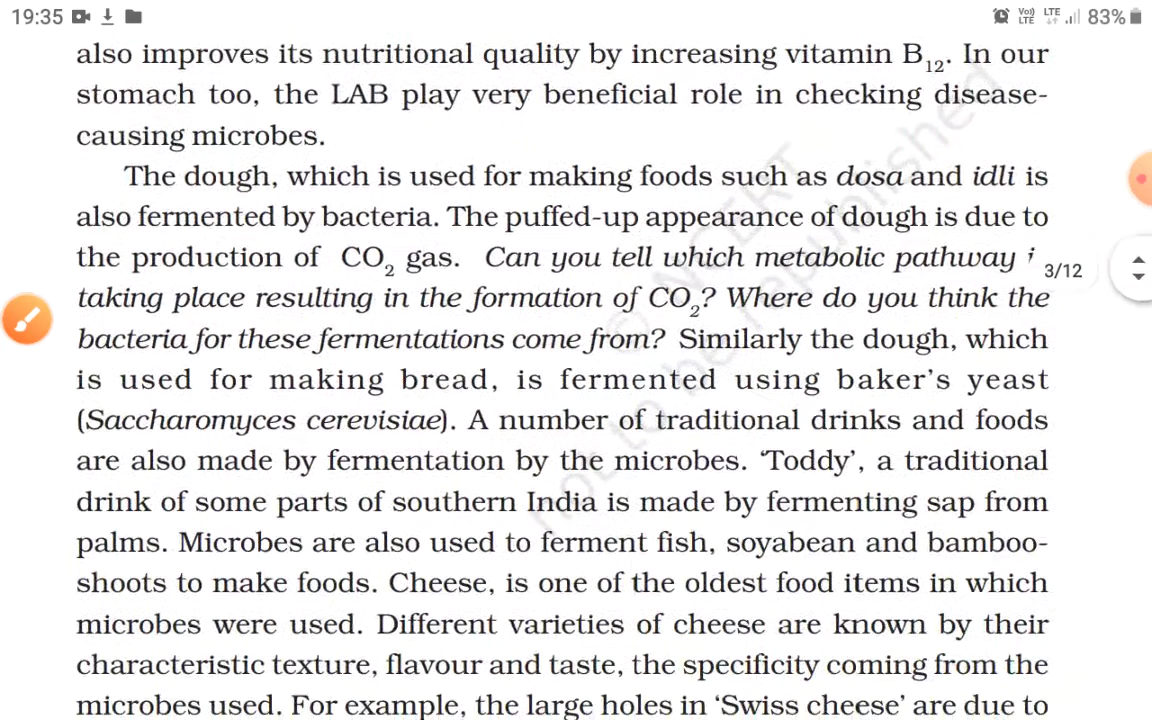 19:35 Vo) LTE LTE 83%
also improves its nutritional quality by increasing vitamin B12. In our
stomach too, the LAB play very beneficial role in checking disease-
causing microbes.
The dough, which is used for making foods such as dosa and idli is
also fermented by bacteria. The puffed-up appearance of dough is due to
the production of CO2 gas. Can you tell which metabolic pathway
3/12
taking place resulting in the formation of CO2? Where do you think the
bacteria for these fermentations come from? Similarly the dough, which
is used for making bread, is fermented using baker's yeast
(Saccharomyces cerevisiae). A number of traditional drinks and foods
are also made by fermentation by the microbes. 'Toddy', a traditional
drink of some parts of southern India is made by fermenting sap from
palms. Microbes are also used to ferment fish, soyabean and bamboo-
shoots to make foods. Cheese, is one of the oldest food items in which
microbes were used. Different varieties of cheese are known by their
characteristic texture, flavour and taste, the specificity coming from the
microbes used. For example, the large holes in 'Swiss cheese' are due to
© NCERT
not to be republished